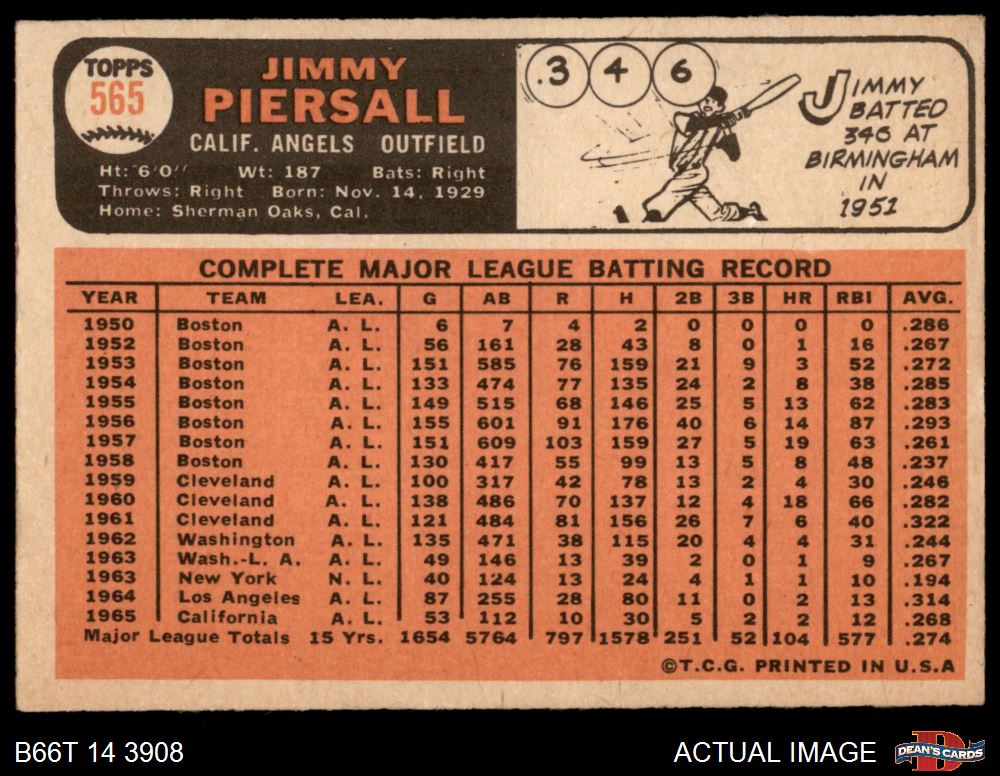 TOPPS
565
JIMMY
PIERSALL
CALIF. ANGELS OUTFIELD
Ht: 6'0'' Wt: 187 Bats: Right
Throws: Right Born: Nov. 14, 1929
Home: Sherman Oaks, Cal.
.3 4 6
JIMMY
BATTED
346 AT
BIRMINGHAM
IN
1951
COMPLETE MAJOR LEAGUE BATTING RECORD
YEAR TEAM LEA. G AB R H 2B 3B HR RBI AVG.
1950 Boston A. L. 6 7 4 2 0 0 0 0 .286
1952 Boston A. L. 56 161 28 43 8 0 1 16 .267
1953 Boston A. L. 151 585 76 159 21 9 3 52 .272
1954 Boston A. L. 133 474 77 135 24 2 8 38 .285
1955 Boston A. L. 149 515 68 146 25 5 13 62 .283
1956 Boston A. L. 155 601 91 176 40 6 14 87 .293
1957 Boston A. L. 151 609 103 159 27 5 19 63 .261
1958 Boston A. L. 130 417 55 99 13 5 8 48 .237
1959 Cleveland A. L. 100 317 42 78 13 2 4 30 .246
1960 Cleveland A. L. 138 486 70 137 12 4 18 66 .282
1961 Cleveland A. L. 121 484 81 156 26 7 6 40 .322
1962 Washington A. L. 135 471 38 115 20 4 4 31 .244
1963 Wash.-L. A. A. L. 49 146 13 39 2 0 1 9 .267
1963 New York N. L. 40 124 13 24 4 1 1 10 .194
1964 Los Angeles A. L. 87 255 28 80 11 0 2 13 .314
1965 California A. L. 53 112 10 30 5 2 2 12 .268
Major League Totals 15 Yrs. 1654 5764 797 1578 251 52 104 577 .274
©T.C.G. PRINTED IN U.S.A
B66T 14 3908
ACTUAL IMAGE
D
DEAN'S CARDS